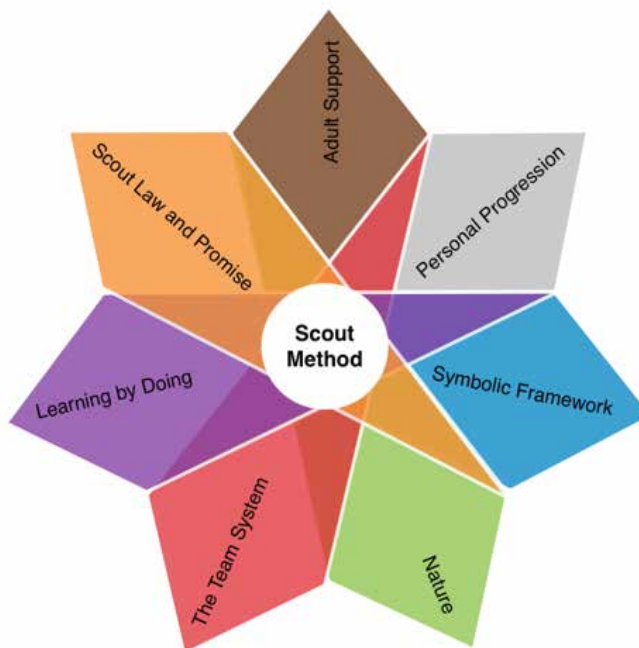 Adult Support
Personal Progression
Symbolic Framework
Nature
The Team System
Learning by Doing
Scout Law and Promise
Scout
Method